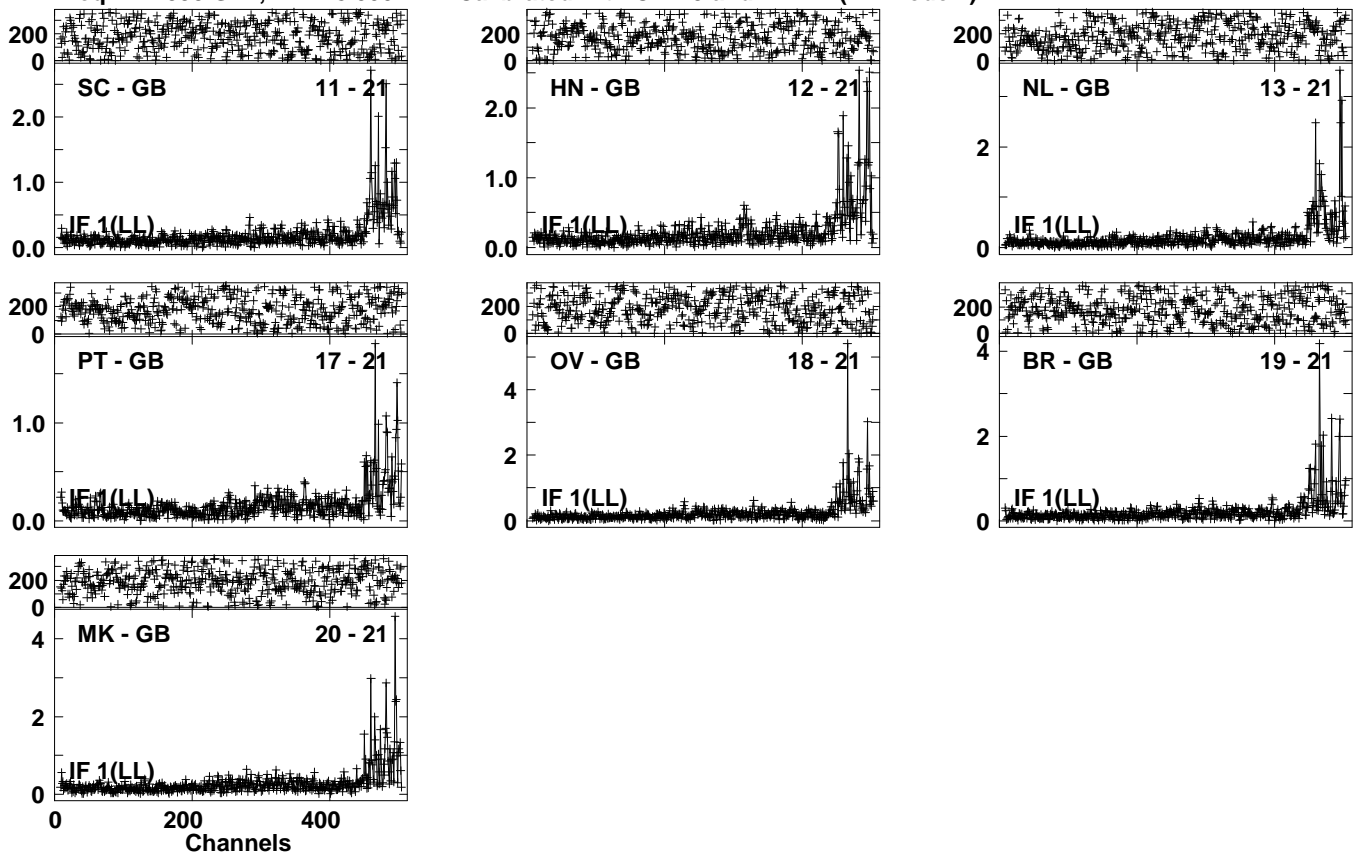 200 200 200
0 0 0
SC - GB 11 - 21 HN - GB 12 - 21 NL - GB 13 - 21
2.0 2.0 2
1.0 1.0
IF 1(LL) IF 1(LL) IF 1(LL)
0.0 0.0 0
200 200 200
0 0 0
PT - GB 17 - 21 OV - GB 18 - 21 BR - GB 19 - 21
4
4
1.0
2 2
IF 1(LL) IF 1(LL) IF 1(LL)
0.0 0 0
200
0
MK - GB 20 - 21
4
2
IF 1(LL)
0
0 200 400
Channels